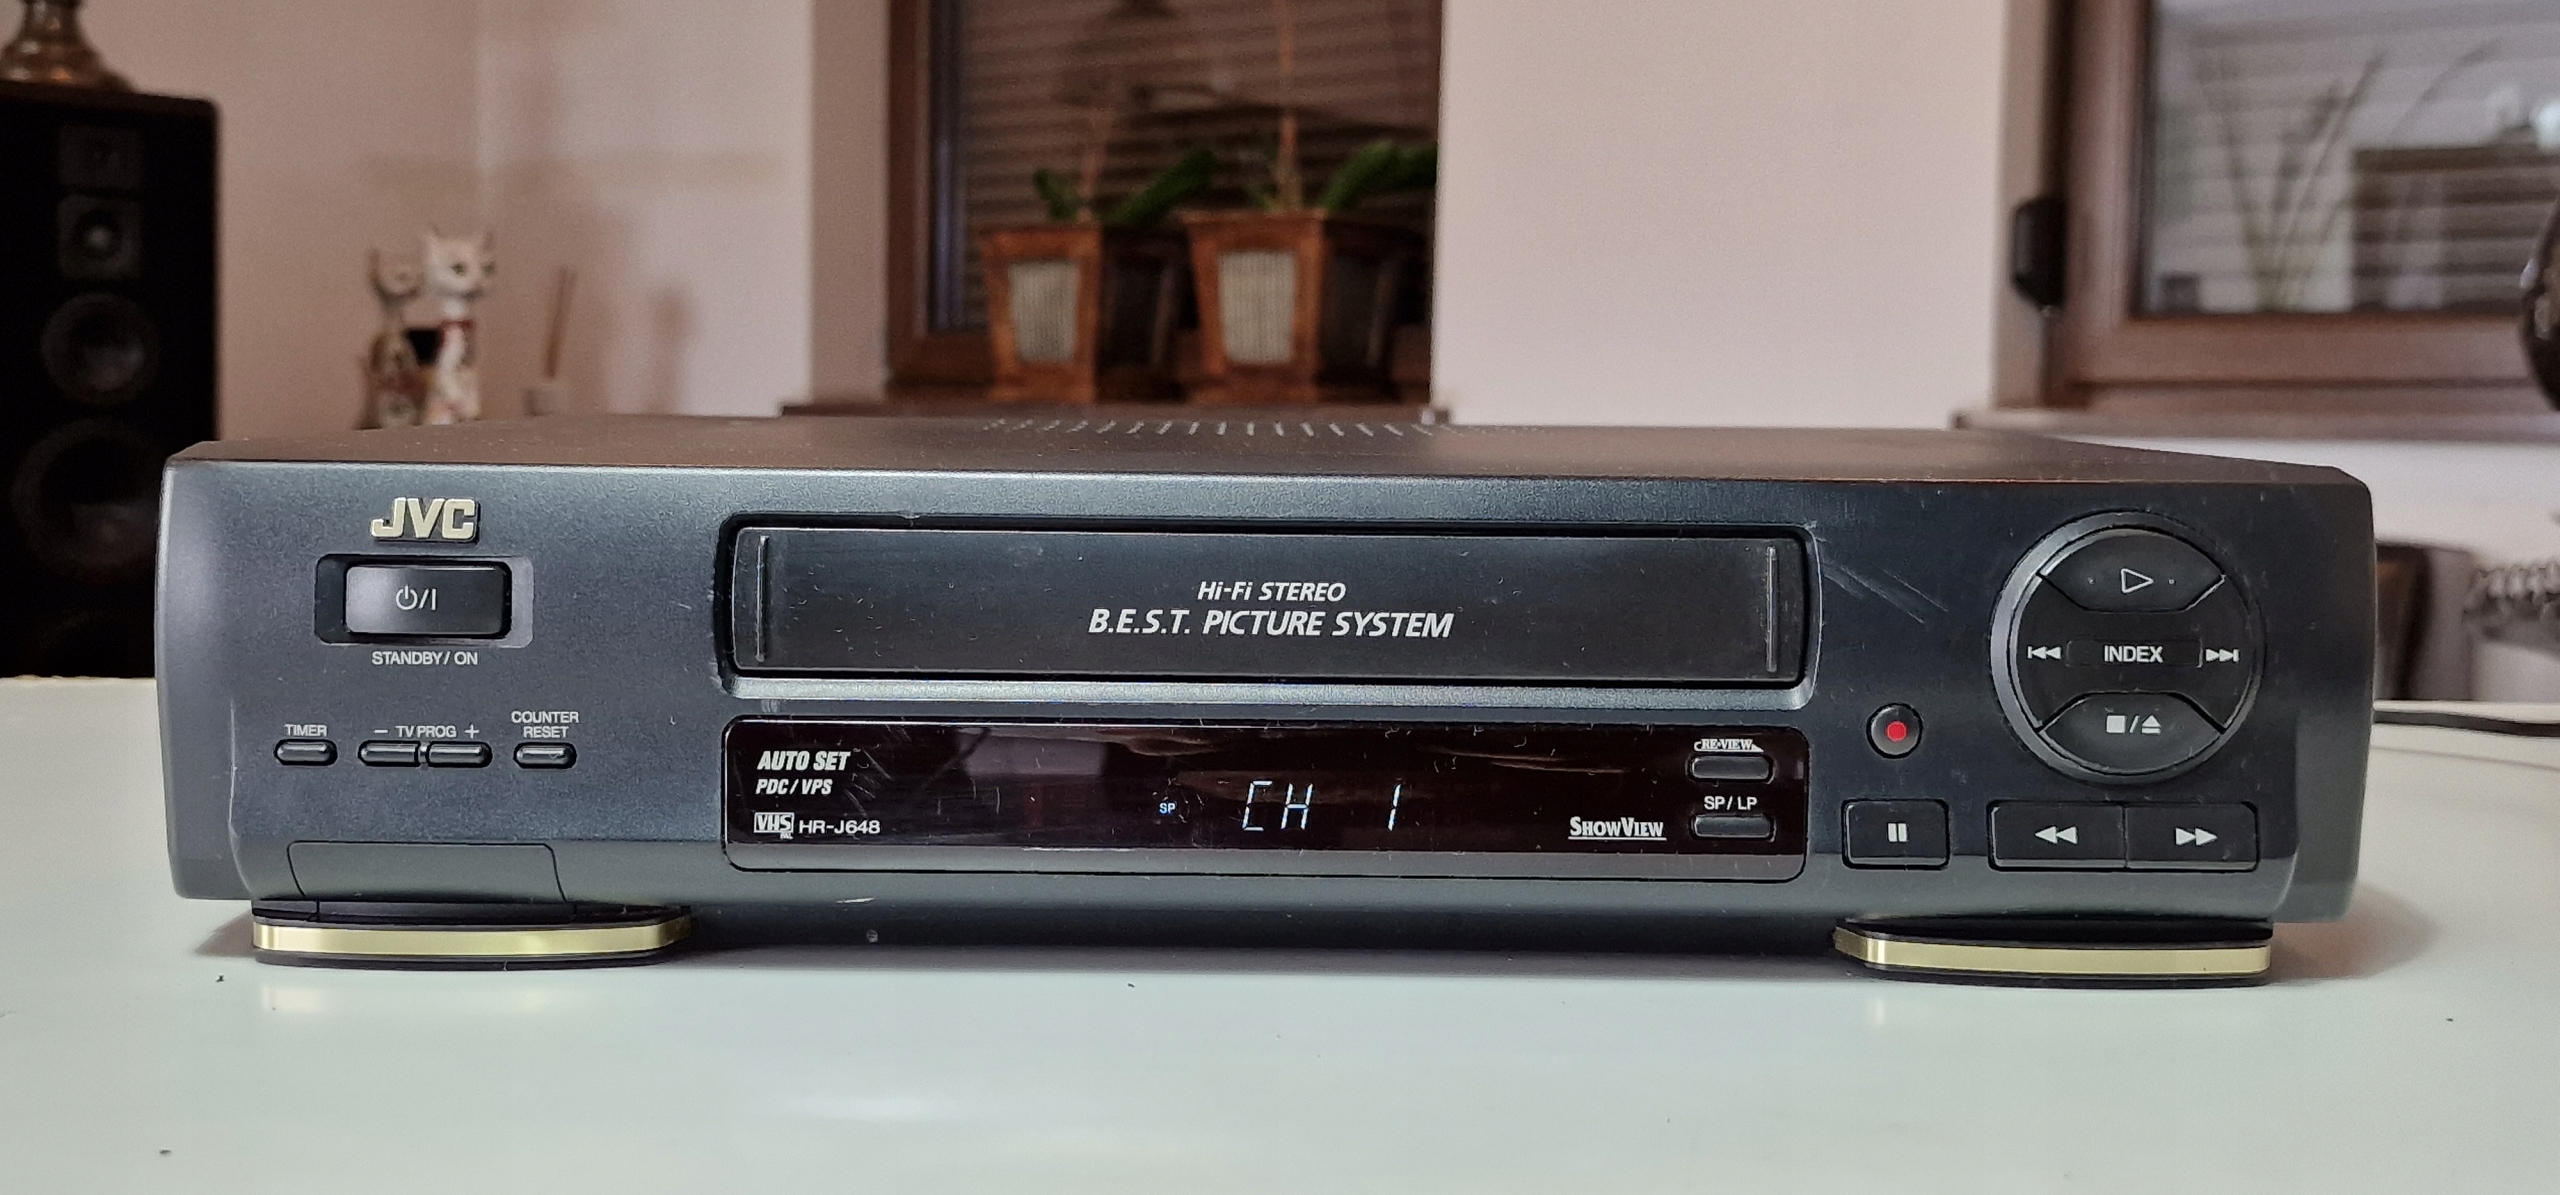 JVC
⏻/I
STANDBY/ON
TIMER
− TV PROG +
COUNTER
RESET
Hi-Fi STEREO
B.E.S.T. PICTURE SYSTEM
AUTO SET
PDC/VPS
VHS PAL HR-J648
SP
CH 1
SHOWVIEW
RE-VIEW
SP/LP
INDEX